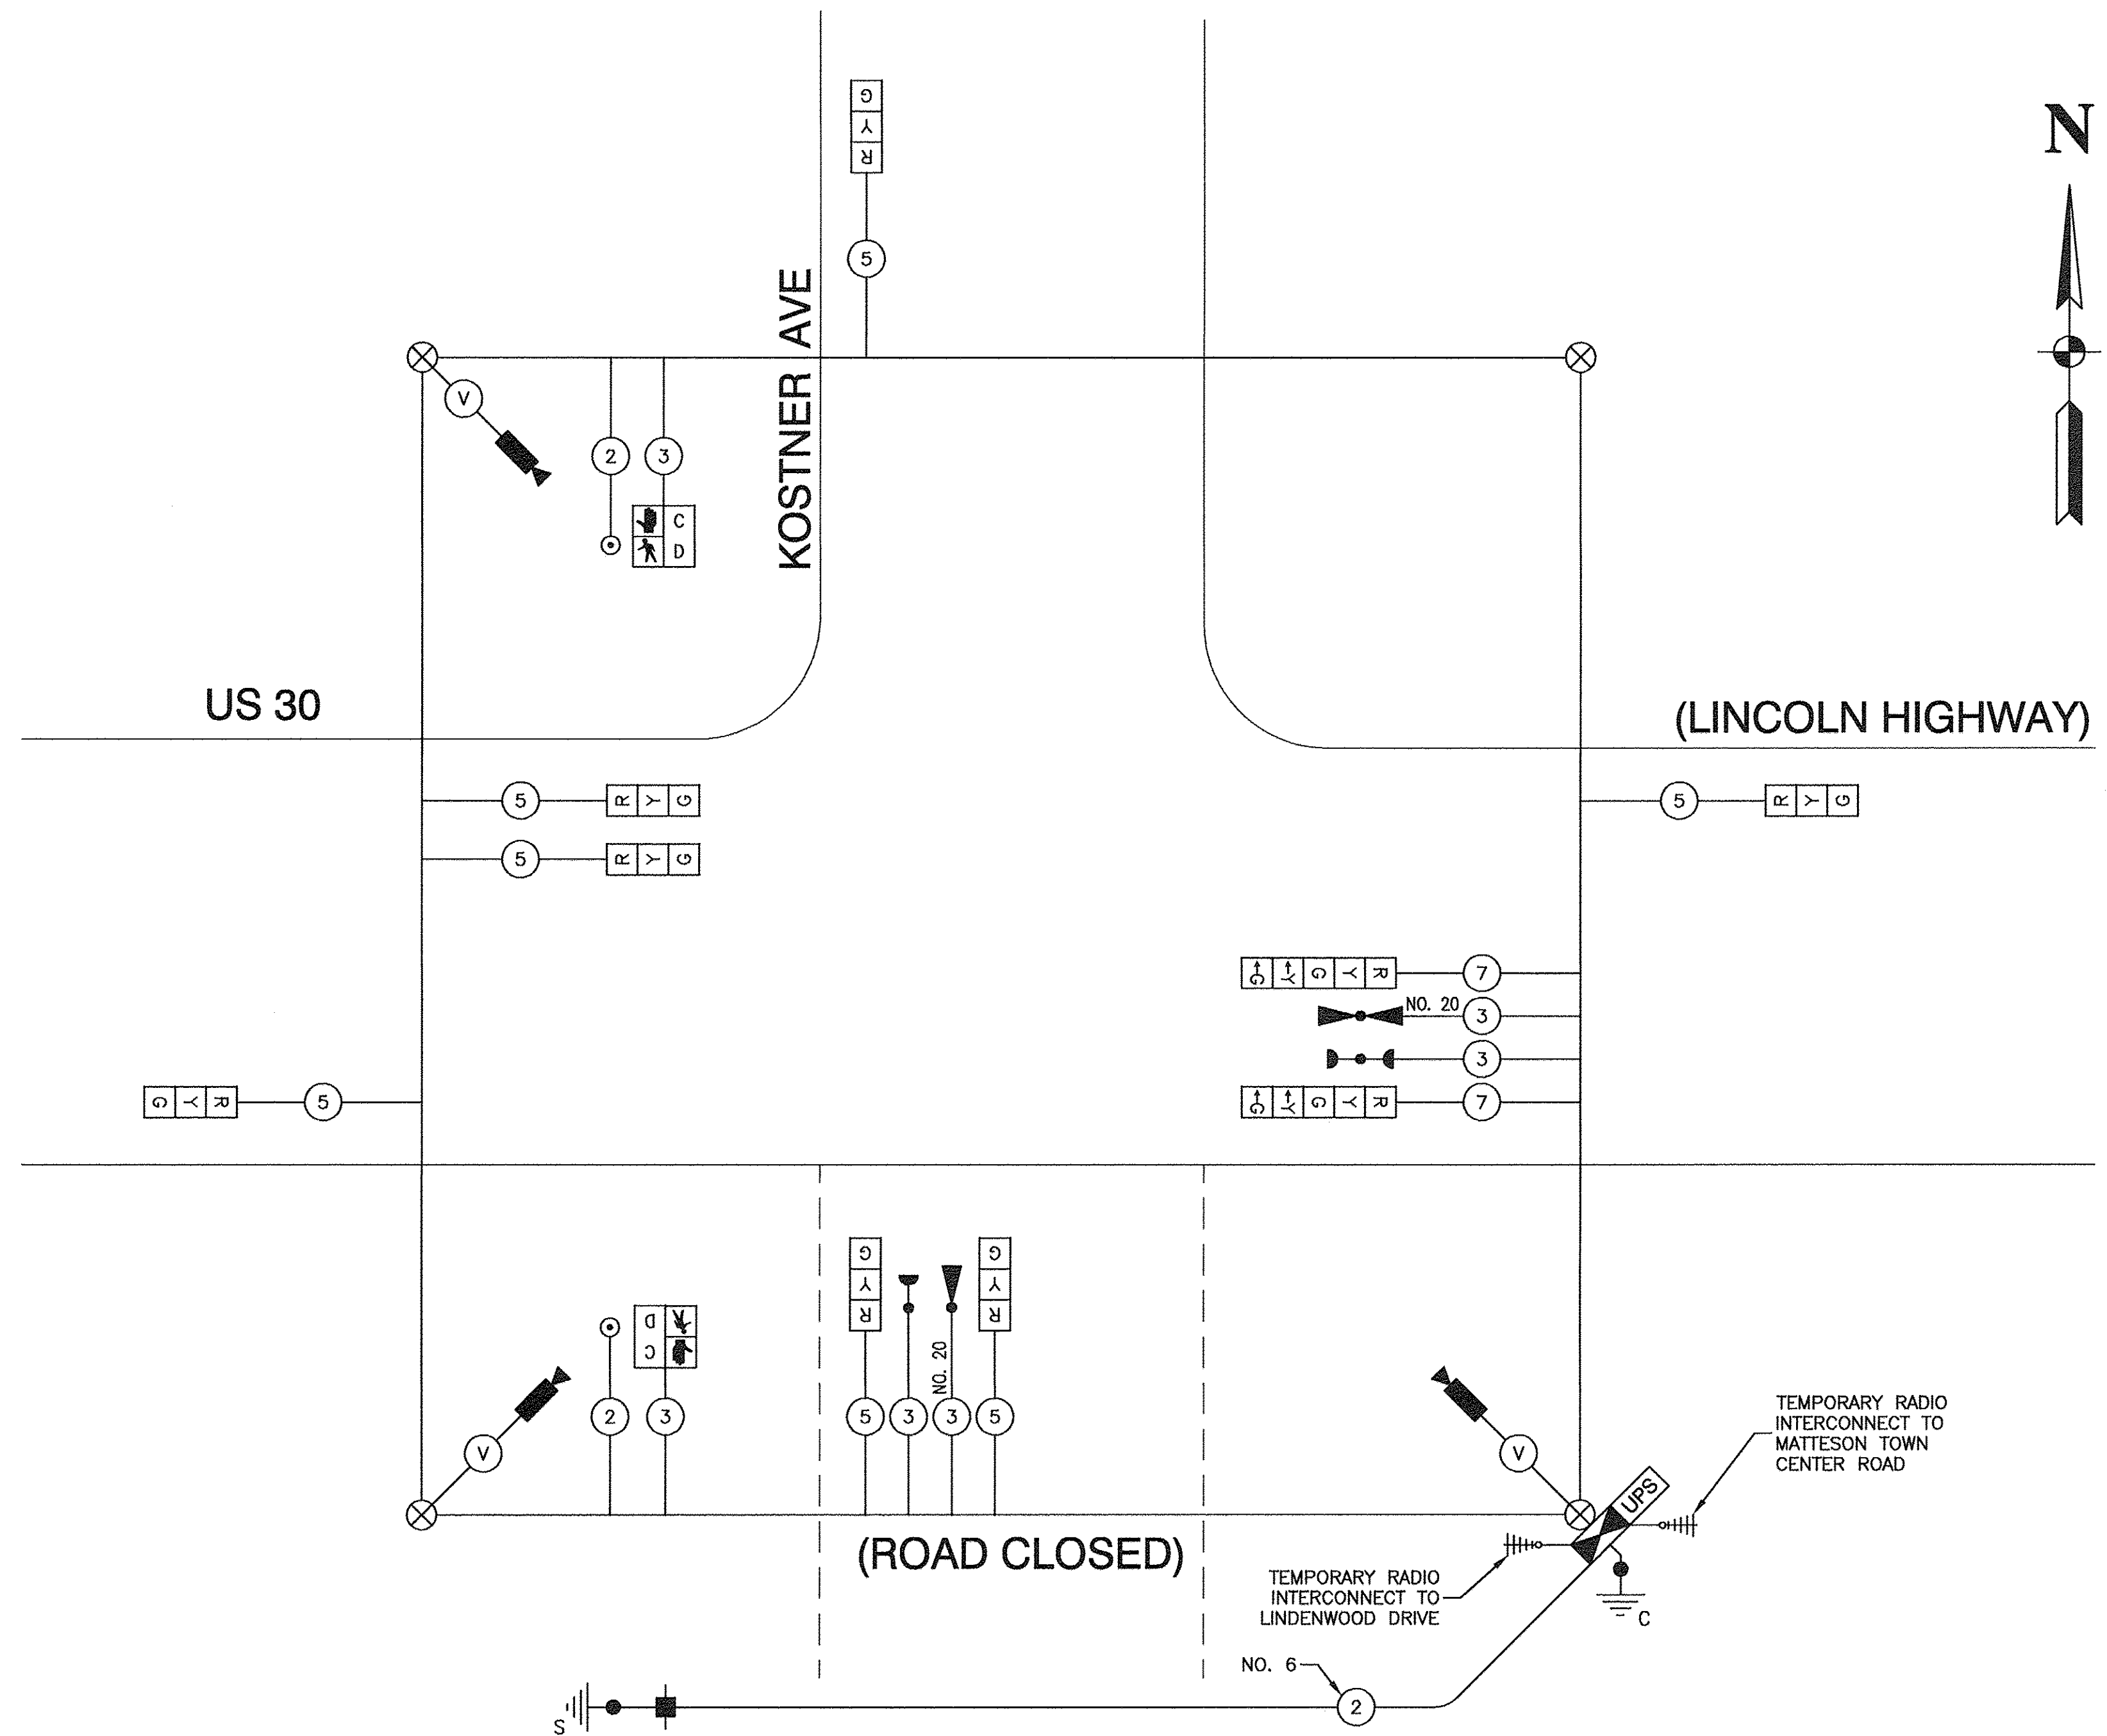 N
G
Y
R
5
KOSTNER AVE
V
2
3
C
D
US 30
(LINCOLN HIGHWAY)
5
R Y G
5
R Y G
5
R Y G
G Y G Y R
7
NO. 20
3
3
G Y R
5
G Y G Y R
7
D
C
2
3
V
G
Y
R
5
3
NO. 20
3
G
Y
R
5
V
UPS
TEMPORARY RADIO
INTERCONNECT TO
MATTESON TOWN
CENTER ROAD
(ROAD CLOSED)
TEMPORARY RADIO
INTERCONNECT TO
LINDENWOOD DRIVE
C
NO. 6
2
S